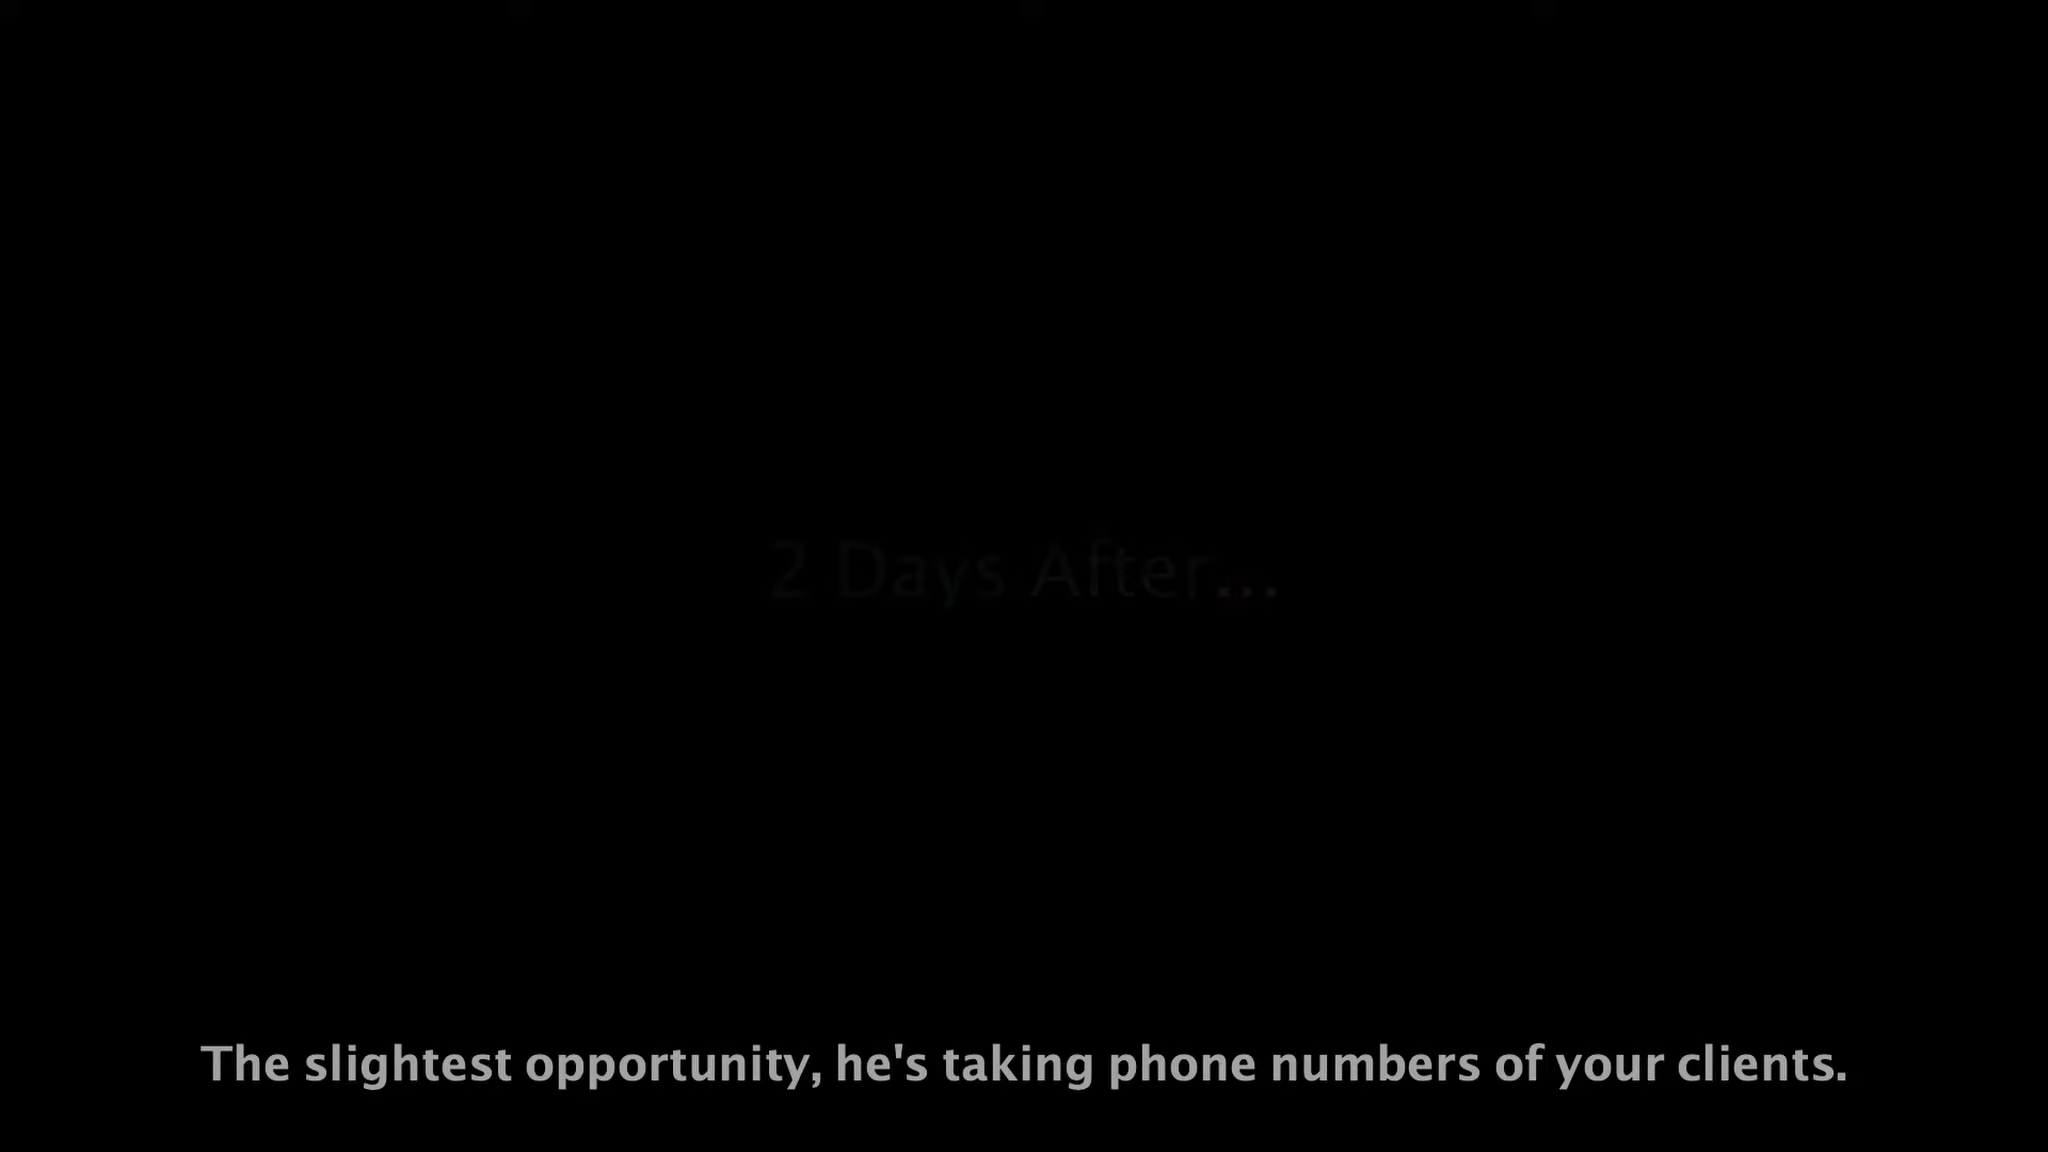 2 Days After...
The slightest opportunity, he's taking phone numbers of your clients.